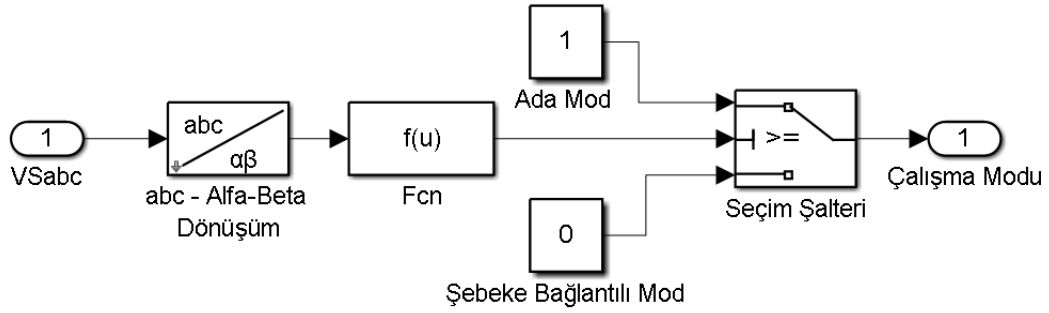 1
Ada Mod
1
VSabc
abc
αβ
abc - Alfa-Beta
Dönüşüm
f(u)
Fcn
>=
Seçim Şalteri
1
Çalışma Modu
0
Şebeke Bağlantılı Mod